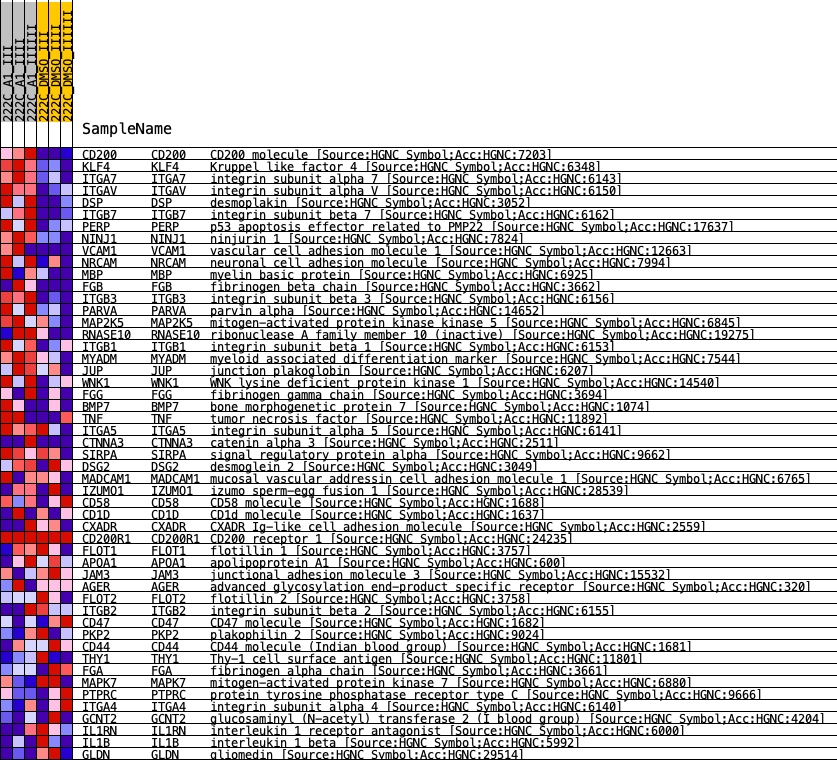 222C_A1_III
222C_A1_IIII
222C_A1_IIIIII
222C_DMSO_III
222C_DMSO_IIII
222C_DMSO_IIIIII
SampleName
CD200 CD200 CD200 molecule [Source:HGNC Symbol;Acc:HGNC:7203]
KLF4 KLF4 Kruppel like factor 4 [Source:HGNC Symbol;Acc:HGNC:6348]
ITGA7 ITGA7 integrin subunit alpha 7 [Source:HGNC Symbol;Acc:HGNC:6143]
ITGAV ITGAV integrin subunit alpha V [Source:HGNC Symbol;Acc:HGNC:6150]
DSP DSP desmoplakin [Source:HGNC Symbol;Acc:HGNC:3052]
ITGB7 ITGB7 integrin subunit beta 7 [Source:HGNC Symbol;Acc:HGNC:6162]
PERP PERP p53 apoptosis effector related to PMP22 [Source:HGNC Symbol;Acc:HGNC:17637]
NINJ1 NINJ1 ninjurin 1 [Source:HGNC Symbol;Acc:HGNC:7824]
VCAM1 VCAM1 vascular cell adhesion molecule 1 [Source:HGNC Symbol;Acc:HGNC:12663]
NRCAM NRCAM neuronal cell adhesion molecule [Source:HGNC Symbol;Acc:HGNC:7994]
MBP MBP myelin basic protein [Source:HGNC Symbol;Acc:HGNC:6925]
FGB FGB fibrinogen beta chain [Source:HGNC Symbol;Acc:HGNC:3662]
ITGB3 ITGB3 integrin subunit beta 3 [Source:HGNC Symbol;Acc:HGNC:6156]
PARVA PARVA parvin alpha [Source:HGNC Symbol;Acc:HGNC:14652]
MAP2K5 MAP2K5 mitogen-activated protein kinase kinase 5 [Source:HGNC Symbol;Acc:HGNC:6845]
RNASE10 RNASE10 ribonuclease A family member 10 (inactive) [Source:HGNC Symbol;Acc:HGNC:19275]
ITGB1 ITGB1 integrin subunit beta 1 [Source:HGNC Symbol;Acc:HGNC:6153]
MYADM MYADM myeloid associated differentiation marker [Source:HGNC Symbol;Acc:HGNC:7544]
JUP JUP junction plakoglobin [Source:HGNC Symbol;Acc:HGNC:6207]
WNK1 WNK1 WNK lysine deficient protein kinase 1 [Source:HGNC Symbol;Acc:HGNC:14540]
FGG FGG fibrinogen gamma chain [Source:HGNC Symbol;Acc:HGNC:3694]
BMP7 BMP7 bone morphogenetic protein 7 [Source:HGNC Symbol;Acc:HGNC:1074]
TNF TNF tumor necrosis factor [Source:HGNC Symbol;Acc:HGNC:11892]
ITGA5 ITGA5 integrin subunit alpha 5 [Source:HGNC Symbol;Acc:HGNC:6141]
CTNNA3 CTNNA3 catenin alpha 3 [Source:HGNC Symbol;Acc:HGNC:2511]
SIRPA SIRPA signal regulatory protein alpha [Source:HGNC Symbol;Acc:HGNC:9662]
DSG2 DSG2 desmoglein 2 [Source:HGNC Symbol;Acc:HGNC:3049]
MADCAM1 MADCAM1 mucosal vascular addressin cell adhesion molecule 1 [Source:HGNC Symbol;Acc:HGNC:6765]
IZUMO1 IZUMO1 izumo sperm-egg fusion 1 [Source:HGNC Symbol;Acc:HGNC:28539]
CD58 CD58 CD58 molecule [Source:HGNC Symbol;Acc:HGNC:1688]
CD1D CD1D CD1d molecule [Source:HGNC Symbol;Acc:HGNC:1637]
CXADR CXADR CXADR Ig-like cell adhesion molecule [Source:HGNC Symbol;Acc:HGNC:2559]
CD200R1 CD200R1 CD200 receptor 1 [Source:HGNC Symbol;Acc:HGNC:24235]
FLOT1 FLOT1 flotillin 1 [Source:HGNC Symbol;Acc:HGNC:3757]
APOA1 APOA1 apolipoprotein A1 [Source:HGNC Symbol;Acc:HGNC:600]
JAM3 JAM3 junctional adhesion molecule 3 [Source:HGNC Symbol;Acc:HGNC:15532]
AGER AGER advanced glycosylation end-product specific receptor [Source:HGNC Symbol;Acc:HGNC:320]
FLOT2 FLOT2 flotillin 2 [Source:HGNC Symbol;Acc:HGNC:3758]
ITGB2 ITGB2 integrin subunit beta 2 [Source:HGNC Symbol;Acc:HGNC:6155]
CD47 CD47 CD47 molecule [Source:HGNC Symbol;Acc:HGNC:1682]
PKP2 PKP2 plakophilin 2 [Source:HGNC Symbol;Acc:HGNC:9024]
CD44 CD44 CD44 molecule (Indian blood group) [Source:HGNC Symbol;Acc:HGNC:1681]
THY1 THY1 Thy-1 cell surface antigen [Source:HGNC Symbol;Acc:HGNC:11801]
FGA FGA fibrinogen alpha chain [Source:HGNC Symbol;Acc:HGNC:3661]
MAPK7 MAPK7 mitogen-activated protein kinase 7 [Source:HGNC Symbol;Acc:HGNC:6880]
PTPRC PTPRC protein tyrosine phosphatase receptor type C [Source:HGNC Symbol;Acc:HGNC:9666]
ITGA4 ITGA4 integrin subunit alpha 4 [Source:HGNC Symbol;Acc:HGNC:6140]
GCNT2 GCNT2 glucosaminyl (N-acetyl) transferase 2 (I blood group) [Source:HGNC Symbol;Acc:HGNC:4204]
IL1RN IL1RN interleukin 1 receptor antagonist [Source:HGNC Symbol;Acc:HGNC:6000]
IL1B IL1B interleukin 1 beta [Source:HGNC Symbol;Acc:HGNC:5992]
GLDN GLDN gliomedin [Source:HGNC Symbol;Acc:HGNC:29514]